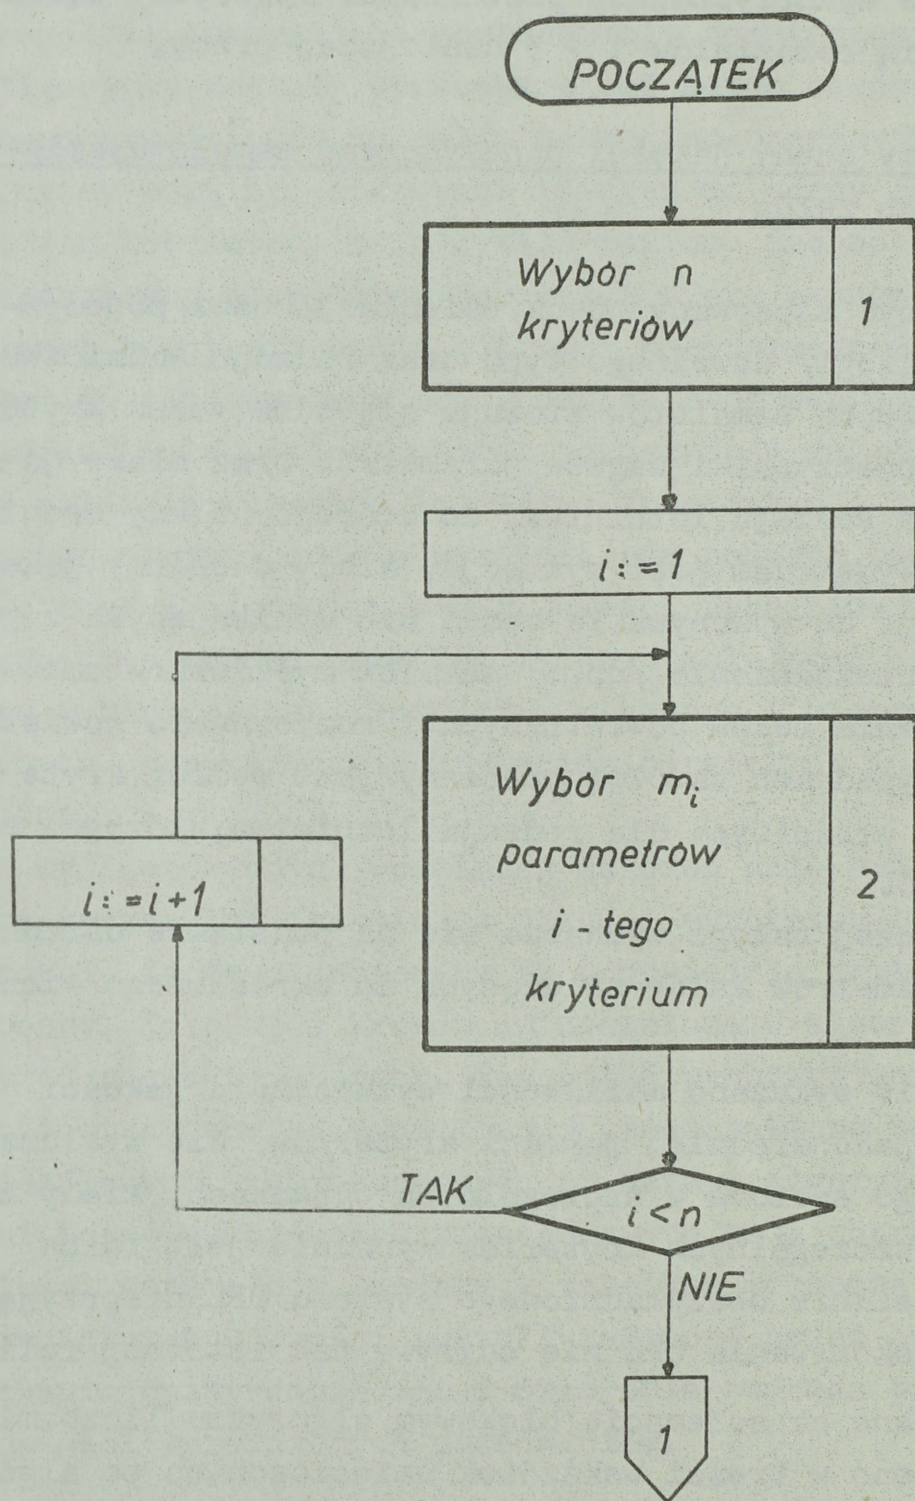 POCZĄTEK
Wybór n
kryteriów
1
i := 1
Wybór mᵢ
parametrów
i - tego
kryterium
2
i := i + 1
TAK
i < n
NIE
1